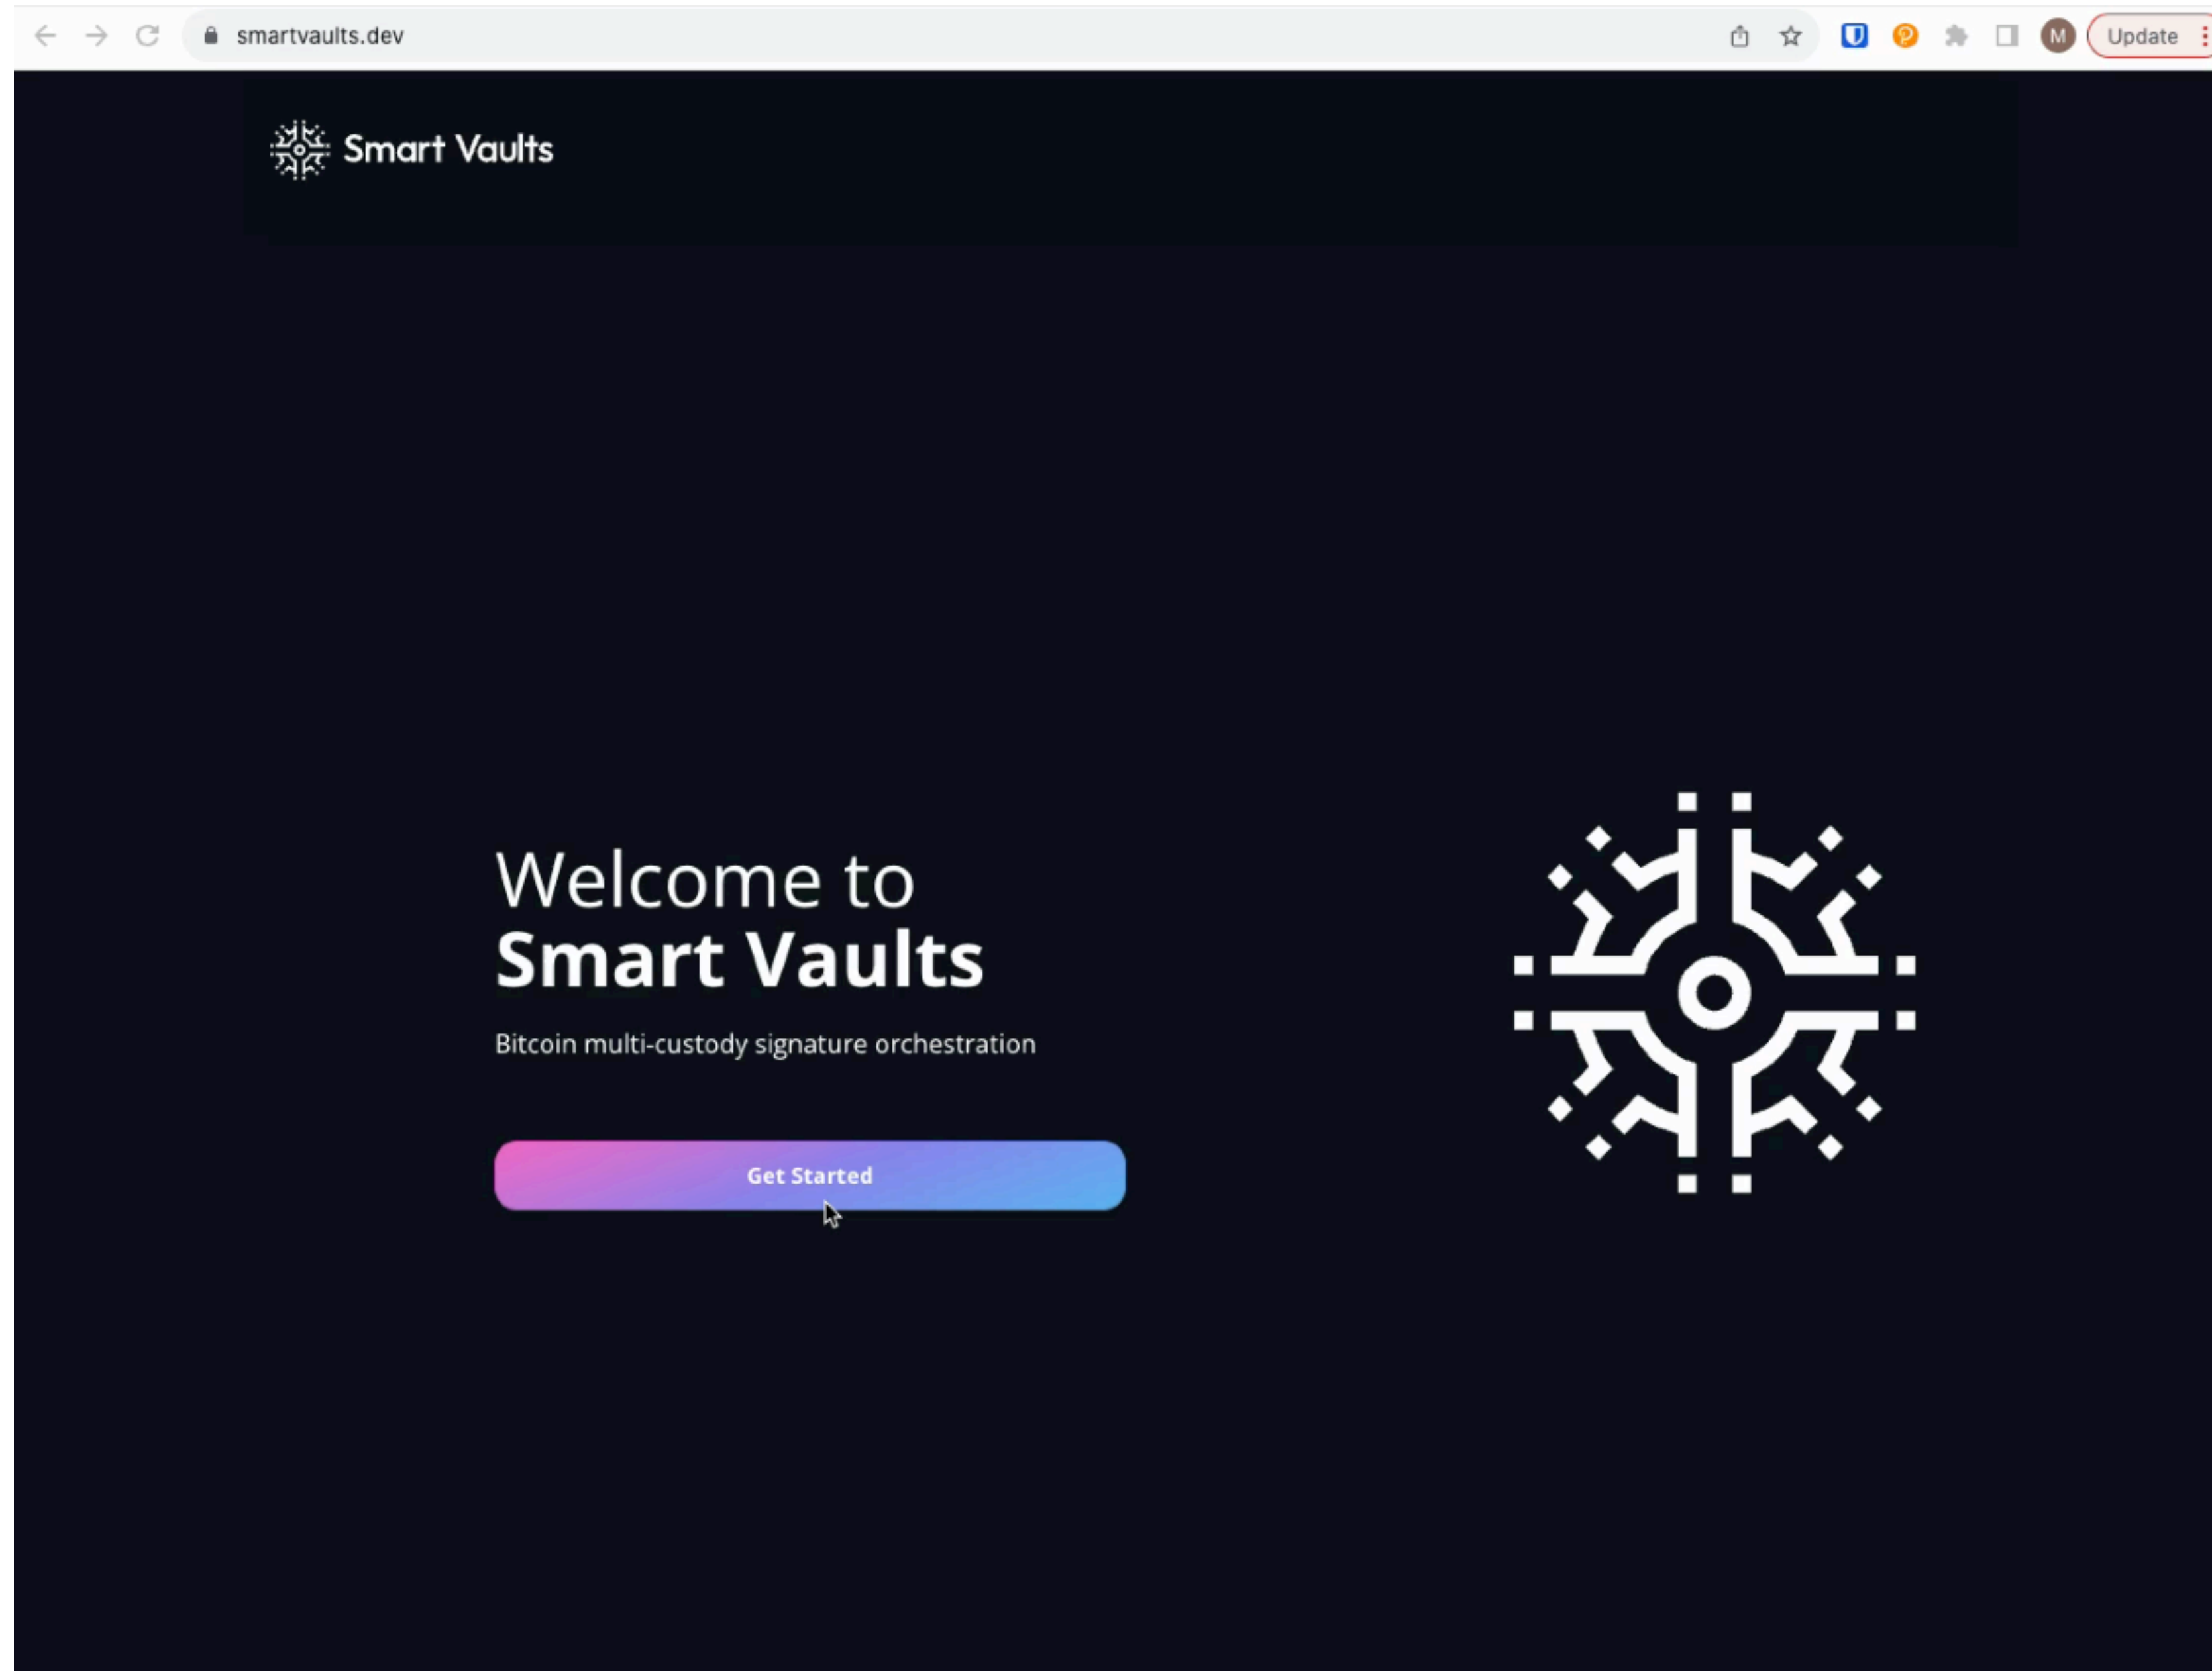 smartvaults.dev
M
Update
Smart Vaults
Welcome to
Smart Vaults
Bitcoin multi-custody signature orchestration
Get Started